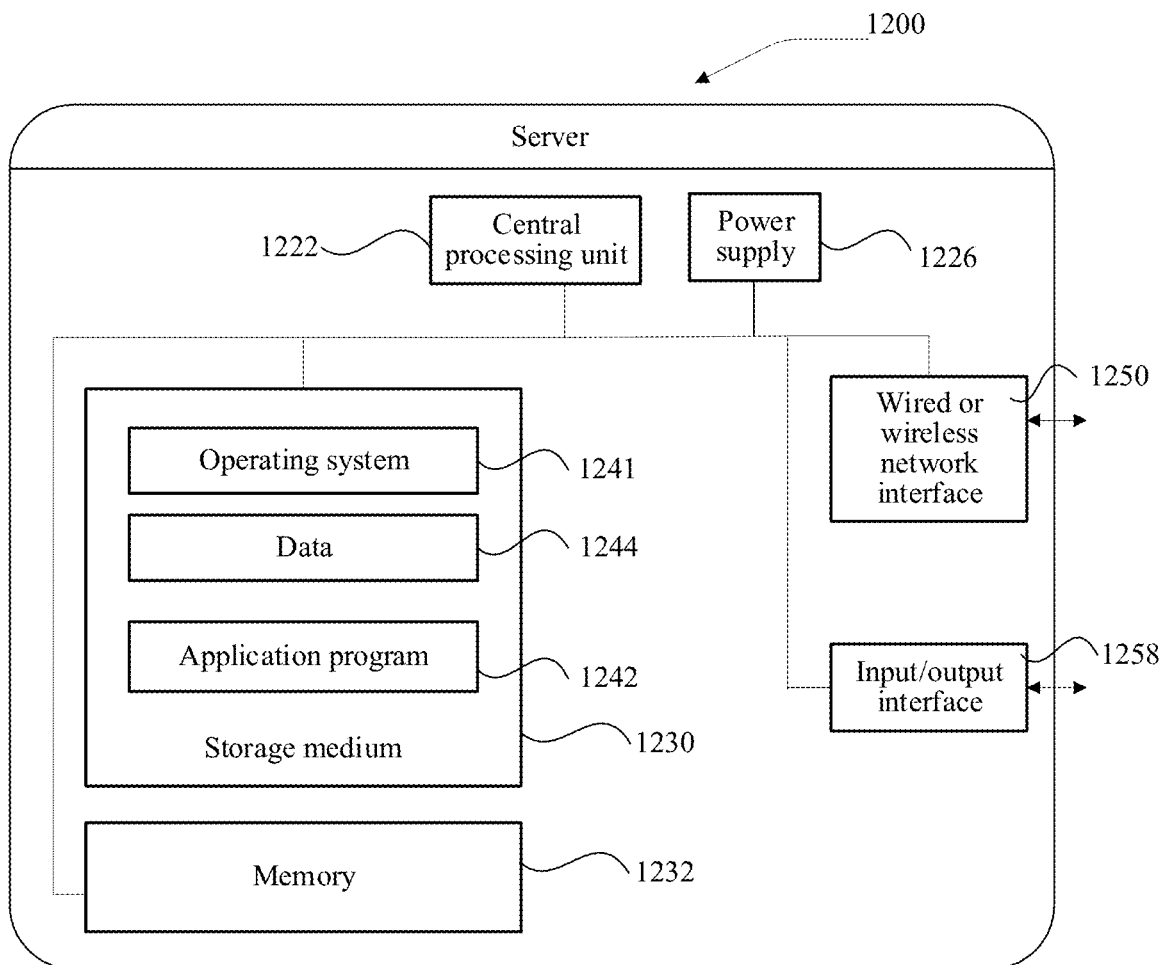 1200
Server
Central
processing unit
1222
Power
supply
1226
Wired or
wireless
network
interface
1250
Operating system
1241
Data
1244
Application program
1242
Storage medium
1230
Input/output
interface
1258
Memory
1232